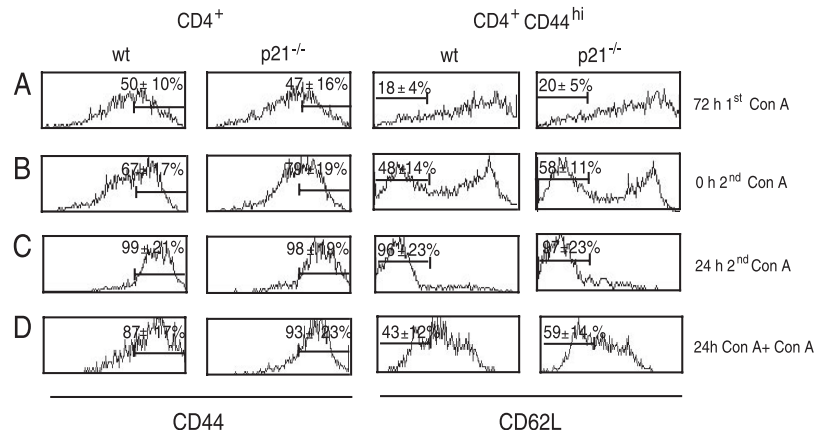 CD4⁺ CD4⁺ CD44ʰⁱ
wt p21⁻/⁻ wt p21⁻/⁻
A 50± 10% 47± 16% 18± 4% 20± 5% 72 h 1ˢᵗ Con A
B 67± 17% 79±19% 48±14% 58± 11% 0 h 2ⁿᵈ Con A
C 99± 21% 98±19% 96±23% 97±23% 24 h 2ⁿᵈ Con A
D 87± 17% 93± 23% 43±12% 59±14 % 24h Con A+ Con A
CD44 CD62L